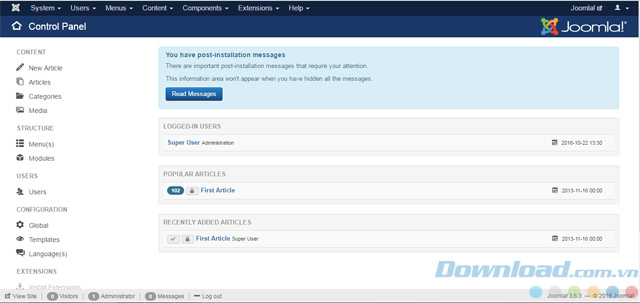 System Users Menus Content Components Extensions Help Joomla!
Control Panel Joomla!®
CONTENT
New Article
Articles
Categories
Media
STRUCTURE
Menu(s)
Modules
USERS
Users
CONFIGURATION
Global
Templates
Language(s)
EXTENSIONS
Install Extensions
You have post-installation messages
There are important post-installation messages that require your attention.
This information area won't appear when you have hidden all the messages.
Read Messages
LOGGED-IN USERS
Super User Administration 2016-10-22 13:30
POPULAR ARTICLES
102 First Article 2013-11-16 00:00
RECENTLY ADDED ARTICLES
First Article Super User 2013-11-16 00:00
Download.com.vn
View Site 0 Visitors 1 Administrator 0 Messages Log out Joomla! 3.6.3 — © 2016 Joomla!